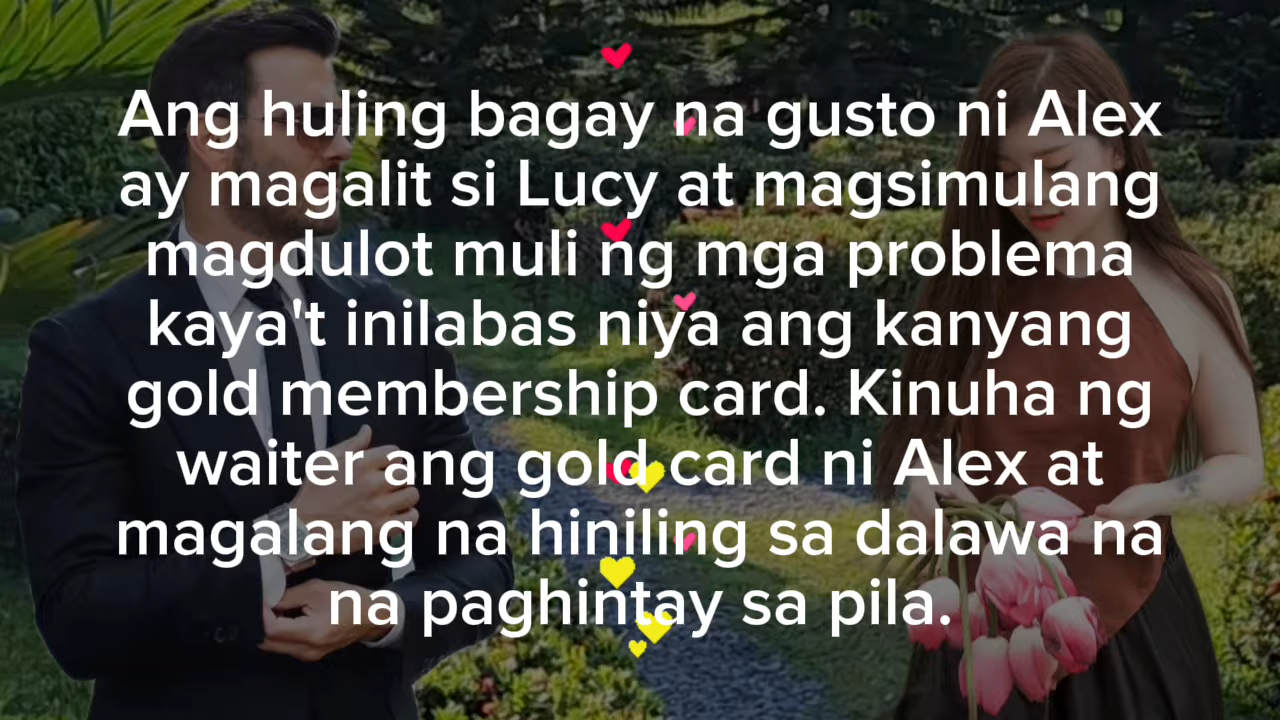 Ang huling bagay na gusto ni Alex
ay magalit si Lucy at magsimulang
magdulot muli ng mga problema
kaya't inilabas niya ang kanyang
gold membership card. Kinuha ng
waiter ang gold card ni Alex at
magalang na hiniling sa dalawa na
na paghintay sa pila.